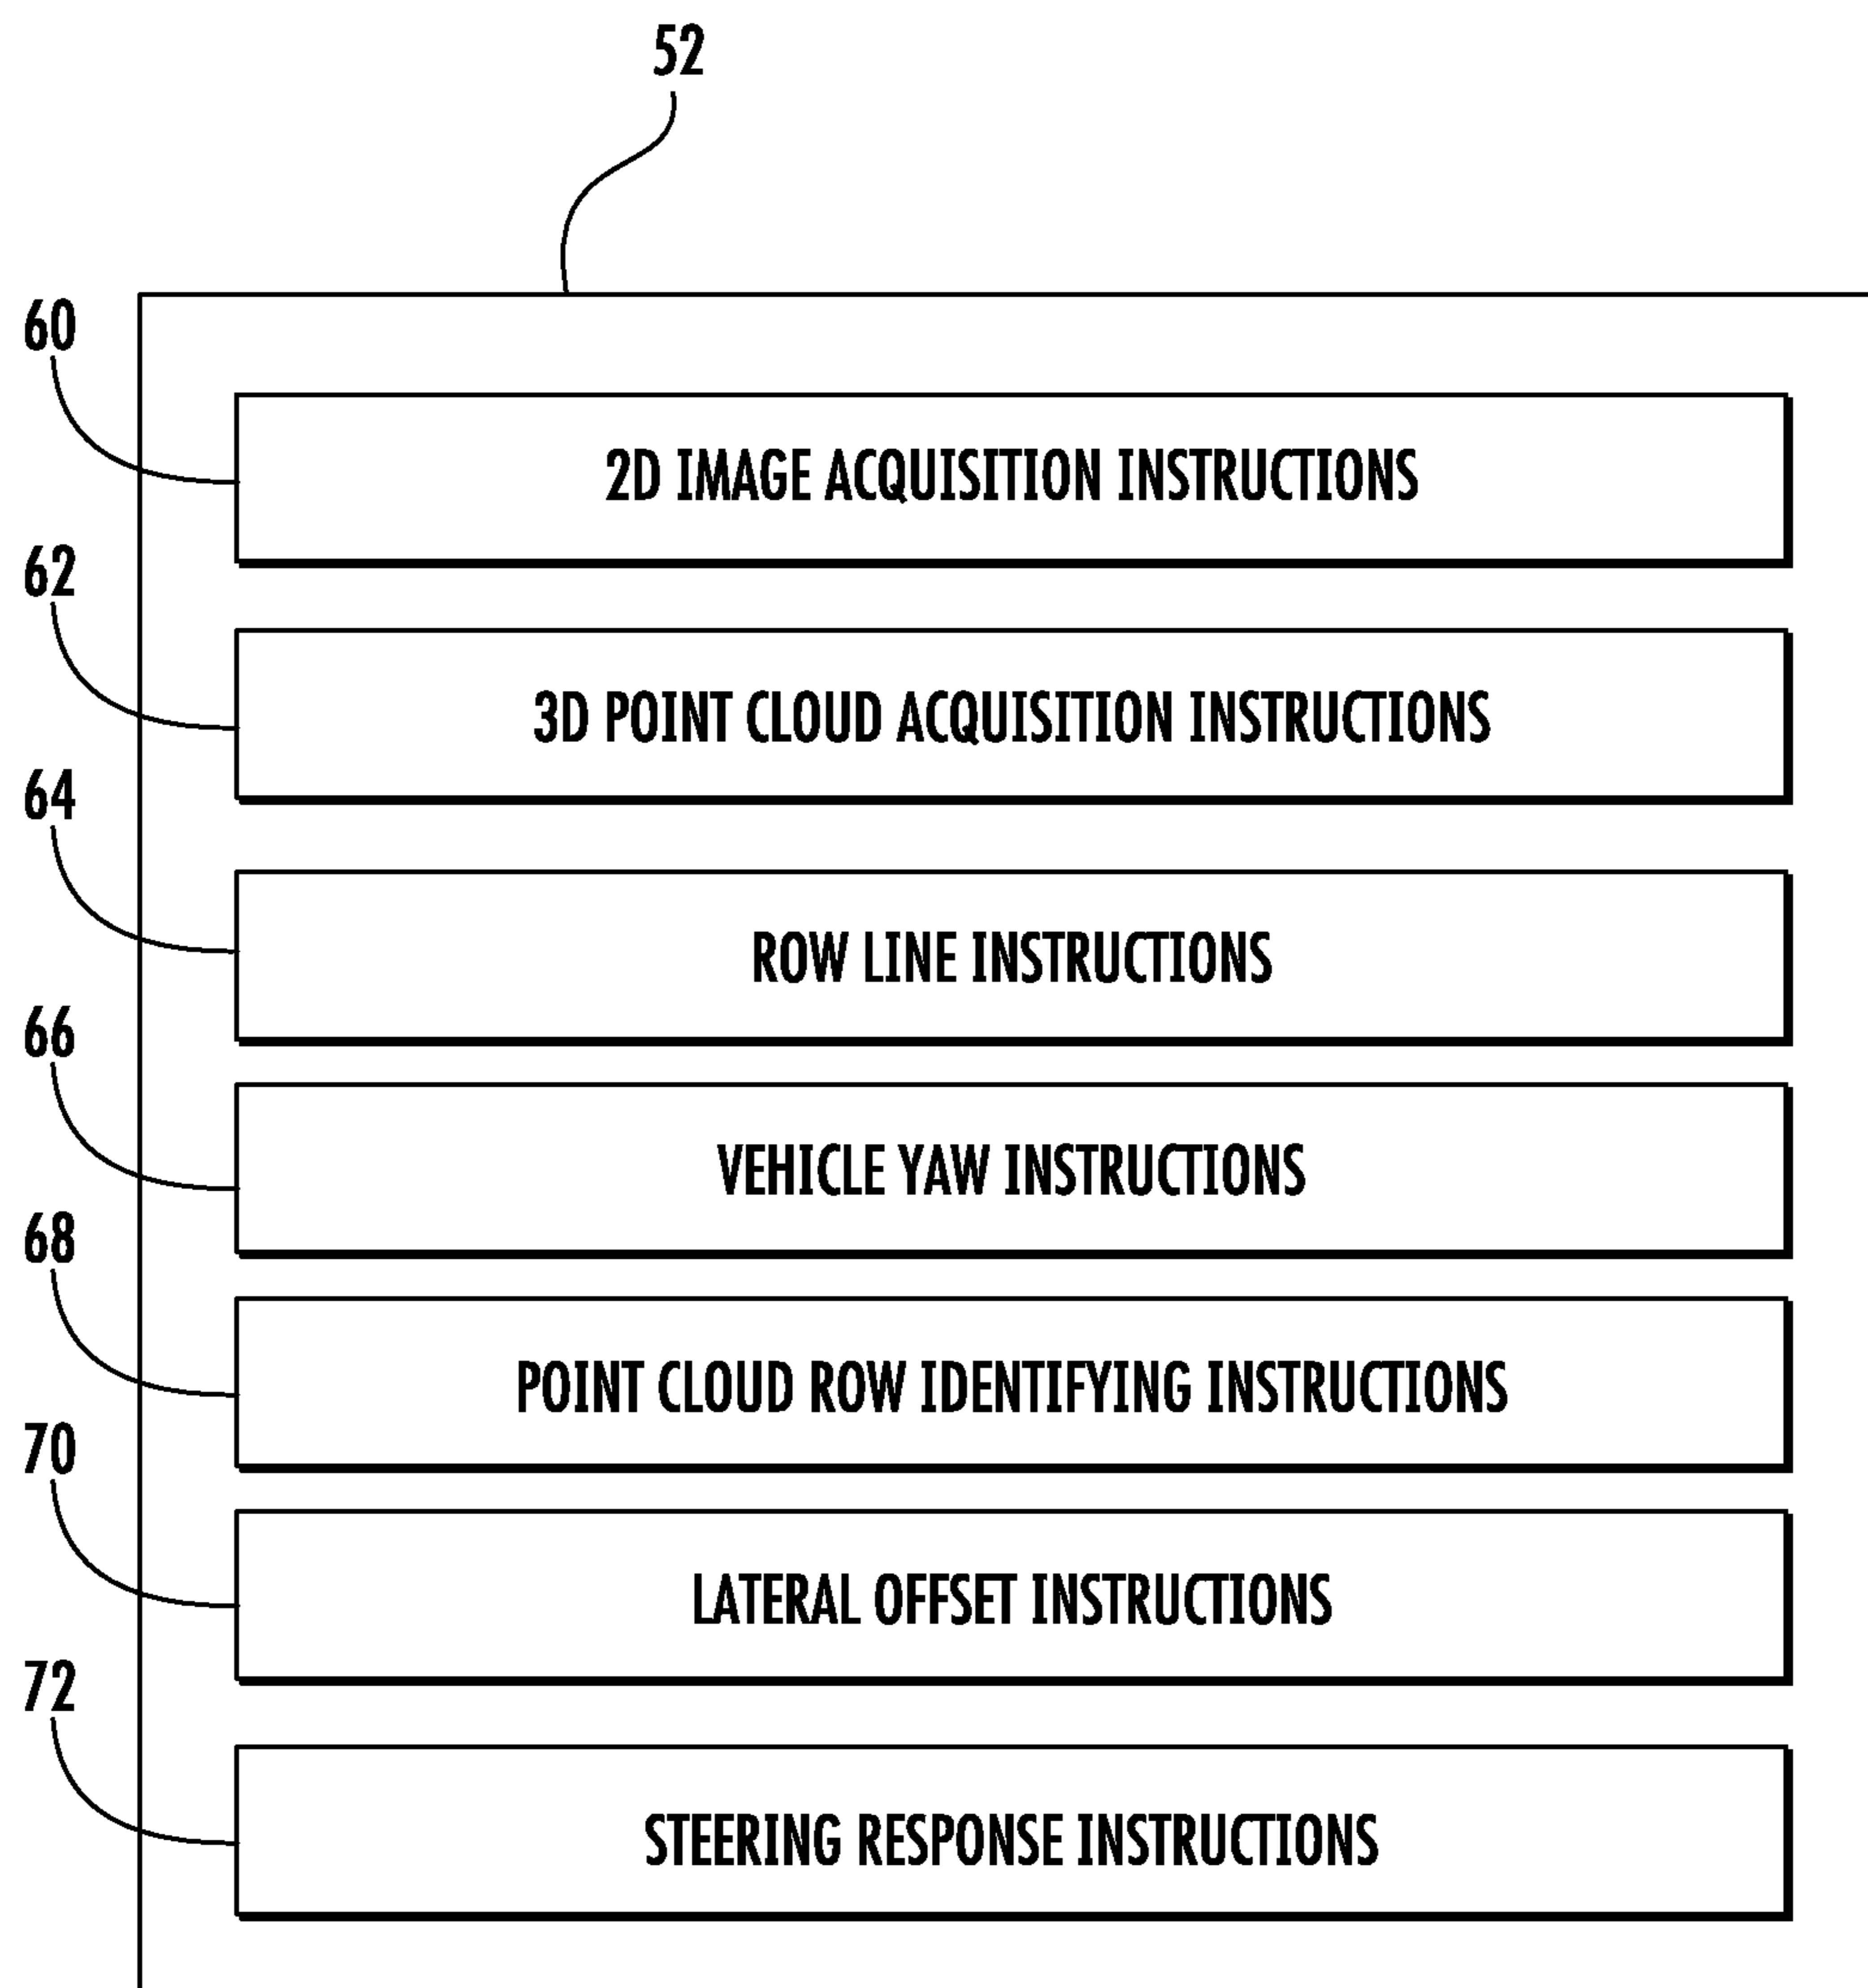 52
60
2D IMAGE ACQUISITION INSTRUCTIONS
62
3D POINT CLOUD ACQUISITION INSTRUCTIONS
64
ROW LINE INSTRUCTIONS
66
VEHICLE YAW INSTRUCTIONS
68
POINT CLOUD ROW IDENTIFYING INSTRUCTIONS
70
LATERAL OFFSET INSTRUCTIONS
72
STEERING RESPONSE INSTRUCTIONS